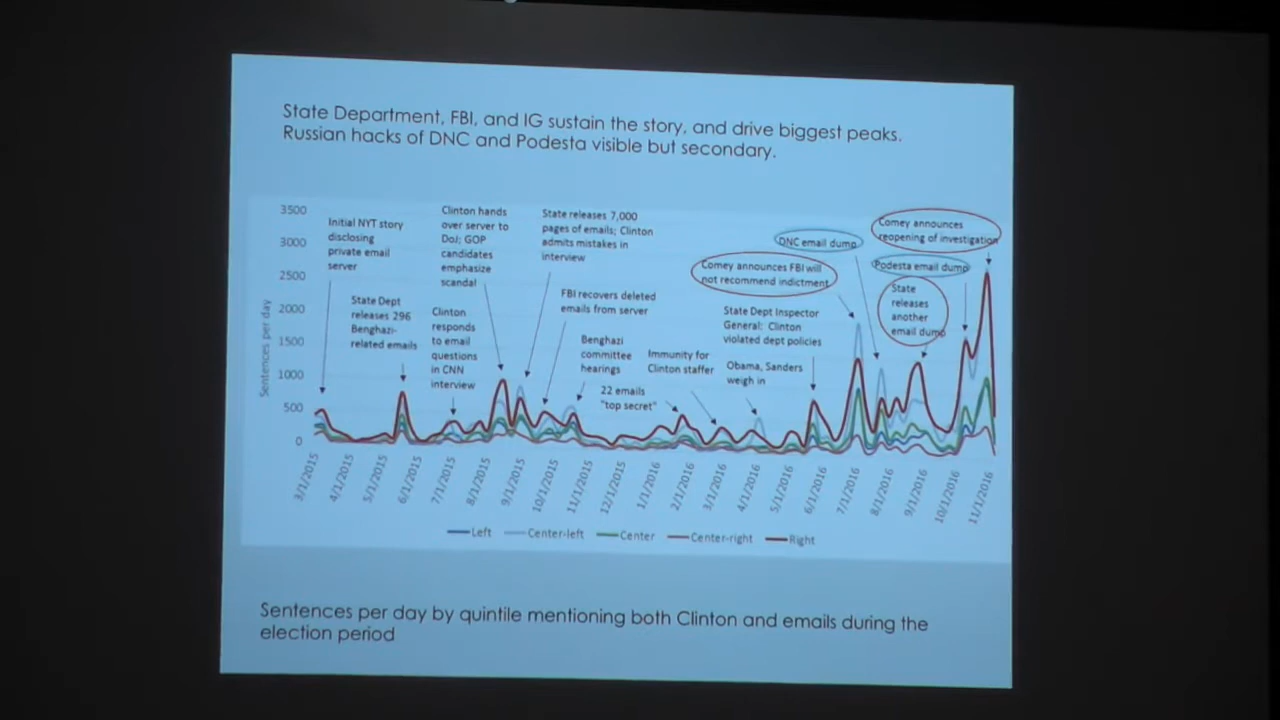 State Department, FBI, and IG sustain the story, and drive biggest peaks.
Russian hacks of DNC and Podesta visible but secondary.
Sentences per day
3500
3000
2500
2000
1500
1000
500
0
Initial NYT story
disclosing
private email
server
State Dept
releases 296
Benghazi-
related emails
Clinton hands
over server to
DoJ; GOP
candidates
emphasize
scandal
Clinton
responds
to email
questions
in CNN
interview
State releases 7,000
pages of emails; Clinton
admits mistakes in
interview
FBI recovers deleted
emails from server
Benghazi
committee
hearings
22 emails
"top secret"
Immunity for
Clinton staffer
Comey announces FBI will
not recommend indictment
State Dept Inspector
General: Clinton
violated dept policies
Obama, Sanders
weigh in
DNC email dump
Comey announces
reopening of investigation
Podesta email dump
State
releases
another
email dump
3/1/2015
4/1/2015
5/1/2015
6/1/2015
7/1/2015
8/1/2015
9/1/2015
10/1/2015
11/1/2015
12/1/2015
1/1/2016
2/1/2016
3/1/2016
4/1/2016
5/1/2016
6/1/2016
7/1/2016
8/1/2016
9/1/2016
10/1/2016
11/1/2016
Left Center-left Center Center-right Right
Sentences per day by quintile mentioning both Clinton and emails during the
election period